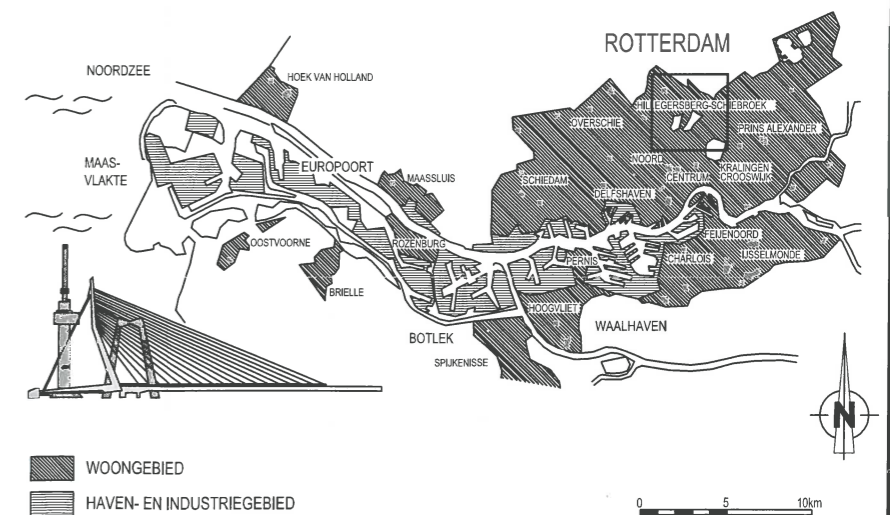 ROTTERDAM
NOORDZEE
HOEK VAN HOLLAND
HILLEGERSBERG-SCHIEBROEK
OVERSCHIE
PRINS ALEXANDER
MAAS-
VLAKTE
EUROPOORT
NOORD
MAASSLUIS
SCHIEDAM
CENTRUM
KRALINGEN
CROOSWIJK
DELFSHAVEN
OOSTVOORNE
ROZENBURG
FEIJENOORD
PERNIS
CHARLOIS
IJSSELMONDE
BRIELLE
HOOGVLIET
WAALHAVEN
BOTLEK
SPIJKENISSE
N
WOONGEBIED
HAVEN- EN INDUSTRIEGEBIED
0 5 10km